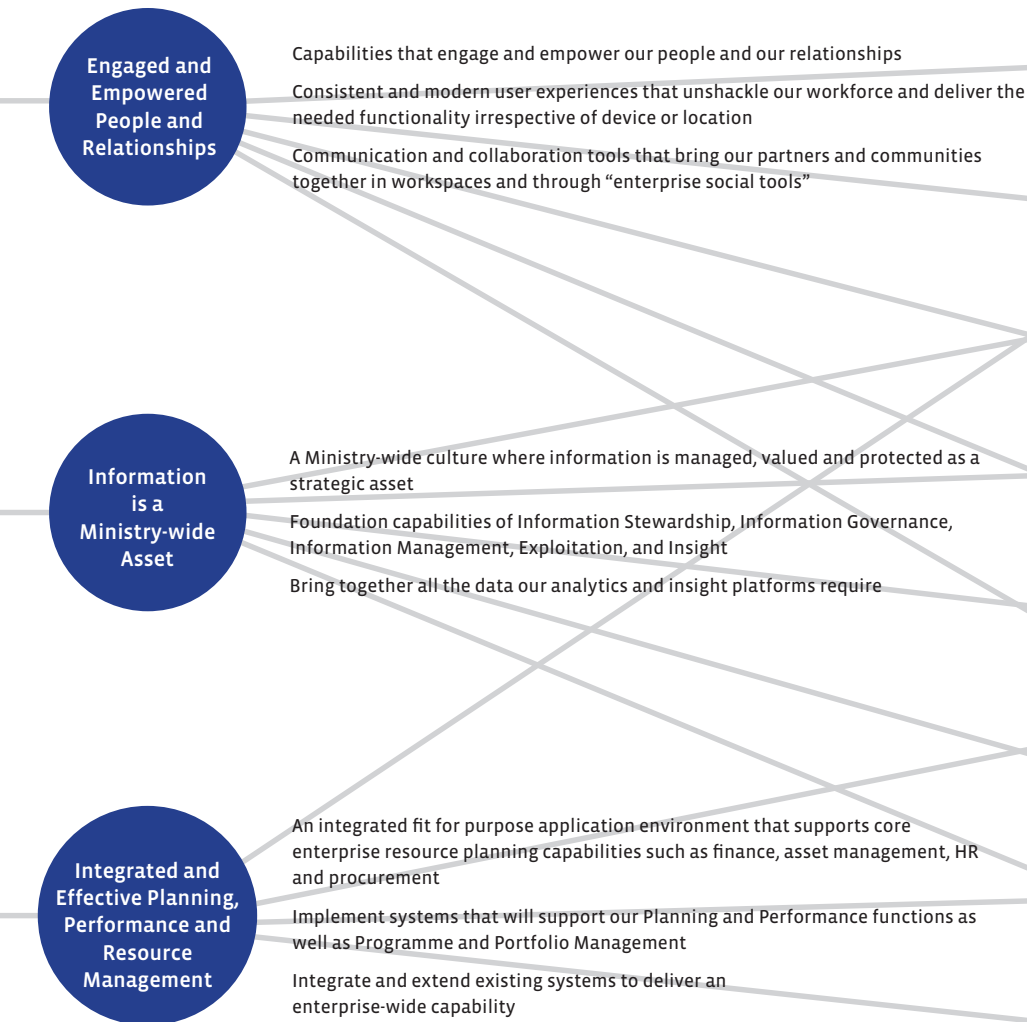 Engaged and
Empowered
People and
Relationships
Capabilities that engage and empower our people and our relationships
Consistent and modern user experiences that unshackle our workforce and deliver the
needed functionality irrespective of device or location
Communication and collaboration tools that bring our partners and communities
together in workspaces and through “enterprise social tools”
Information
is a
Ministry-wide
Asset
A Ministry-wide culture where information is managed, valued and protected as a
strategic asset
Foundation capabilities of Information Stewardship, Information Governance,
Information Management, Exploitation, and Insight
Bring together all the data our analytics and insight platforms require
Integrated and
Effective Planning,
Performance and
Resource
Management
An integrated fit for purpose application environment that supports core
enterprise resource planning capabilities such as finance, asset management, HR
and procurement
Implement systems that will support our Planning and Performance functions as
well as Programme and Portfolio Management
Integrate and extend existing systems to deliver an
enterprise-wide capability